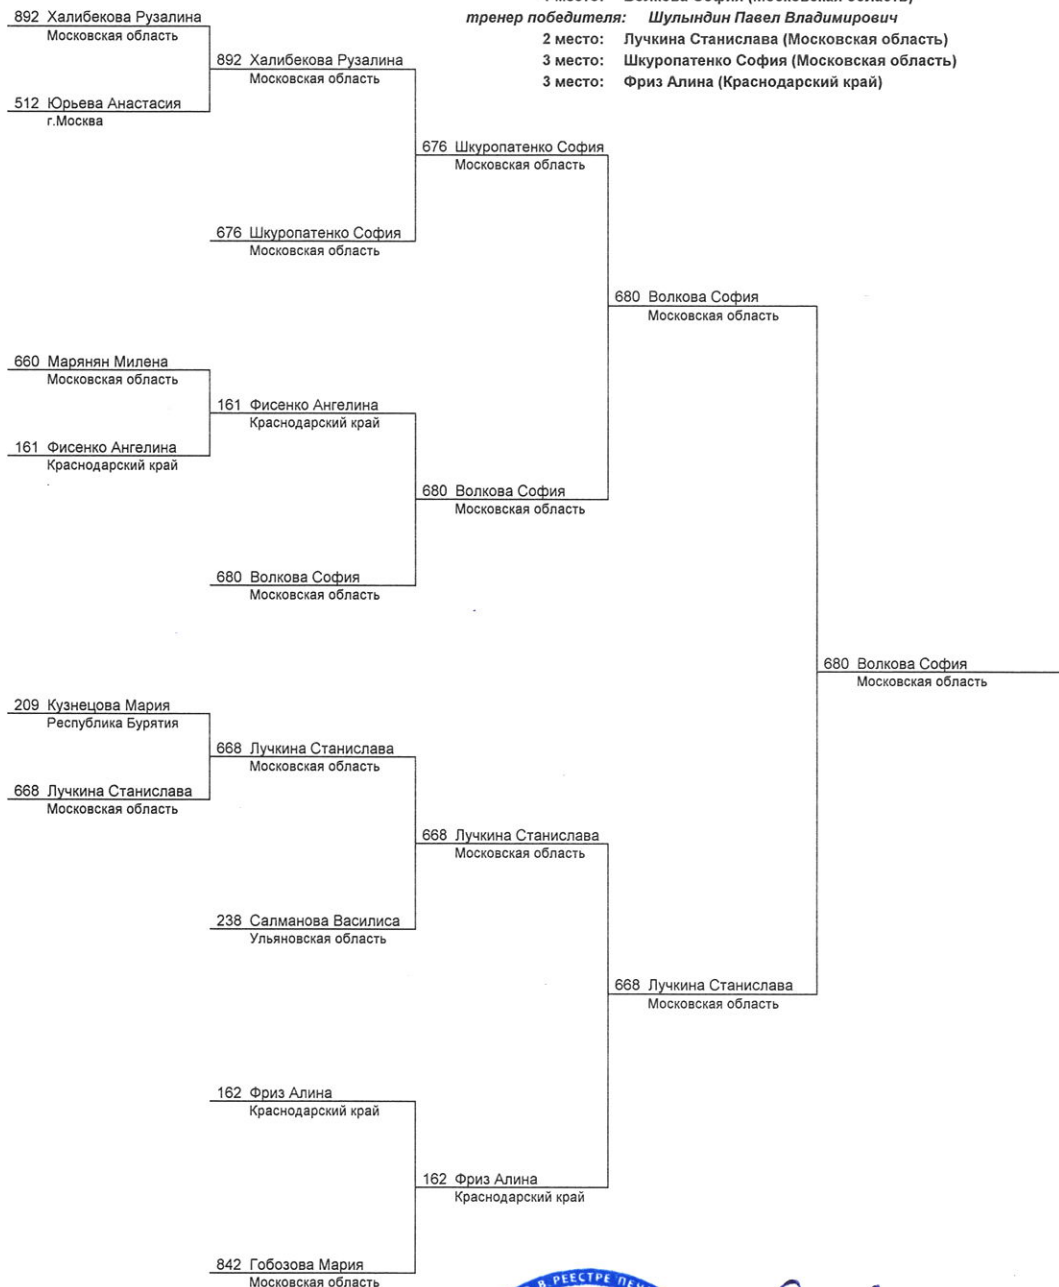 1 место: Волкова София (Московская область)
тренер победителя: Шулындин Павел Владимирович
2 место: Лучкина Станислава (Московская область)
3 место: Шкуропатенко София (Московская область)
3 место: Фриз Алина (Краснодарский край)
892 Халибекова Рузалина
Московская область
892 Халибекова Рузалина
Московская область
512 Юрьева Анастасия
г.Москва
676 Шкуропатенко София
Московская область
676 Шкуропатенко София
Московская область
680 Волкова София
Московская область
660 Марянян Милена
Московская область
161 Фисенко Ангелина
Краснодарский край
161 Фисенко Ангелина
Краснодарский край
680 Волкова София
Московская область
680 Волкова София
Московская область
680 Волкова София
Московская область
209 Кузнецова Мария
Республика Бурятия
668 Лучкина Станислава
Московская область
668 Лучкина Станислава
Московская область
668 Лучкина Станислава
Московская область
238 Салманова Василиса
Ульяновская область
668 Лучкина Станислава
Московская область
162 Фриз Алина
Краснодарский край
162 Фриз Алина
Краснодарский край
842 Гобозова Мария
Московская область
В РЕЕСТРЕ